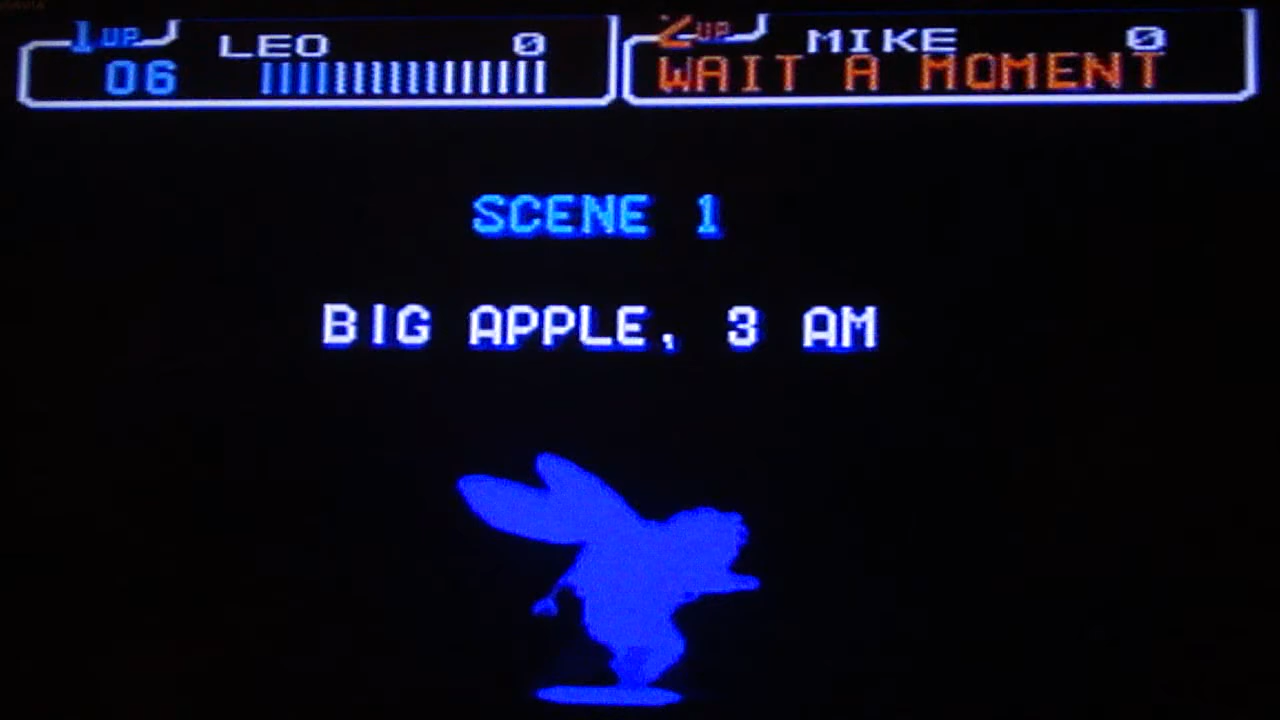 1UP LEO 0
06
2UP MIKE 0
WAIT A MOMENT
SCENE 1
BIG APPLE, 3 AM